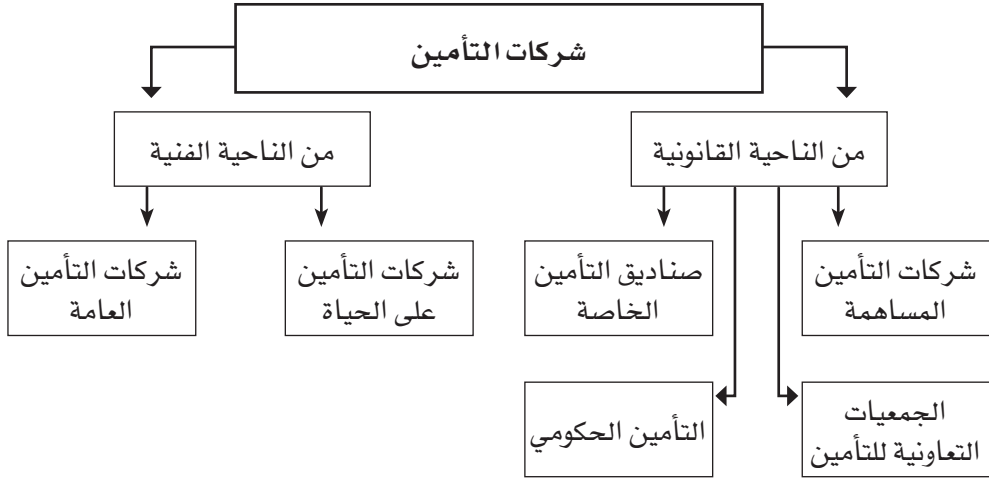 شركات التأمين
من الناحية القانونية
من الناحية الفنية
شركات التأمين
المساهمة
صناديق التأمين
الخاصة
شركات التأمين
على الحياة
شركات التأمين
العامة
الجمعيات
التعاونية للتأمين
التأمين الحكومي